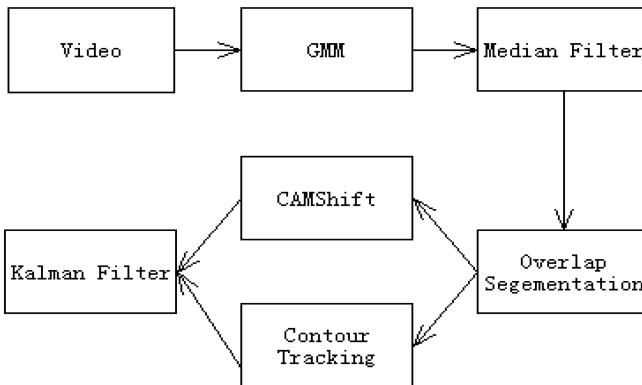 Video
GMM
Median Filter
CAMShift
Kalman Filter
Overlap
Segementation
Contour
Tracking